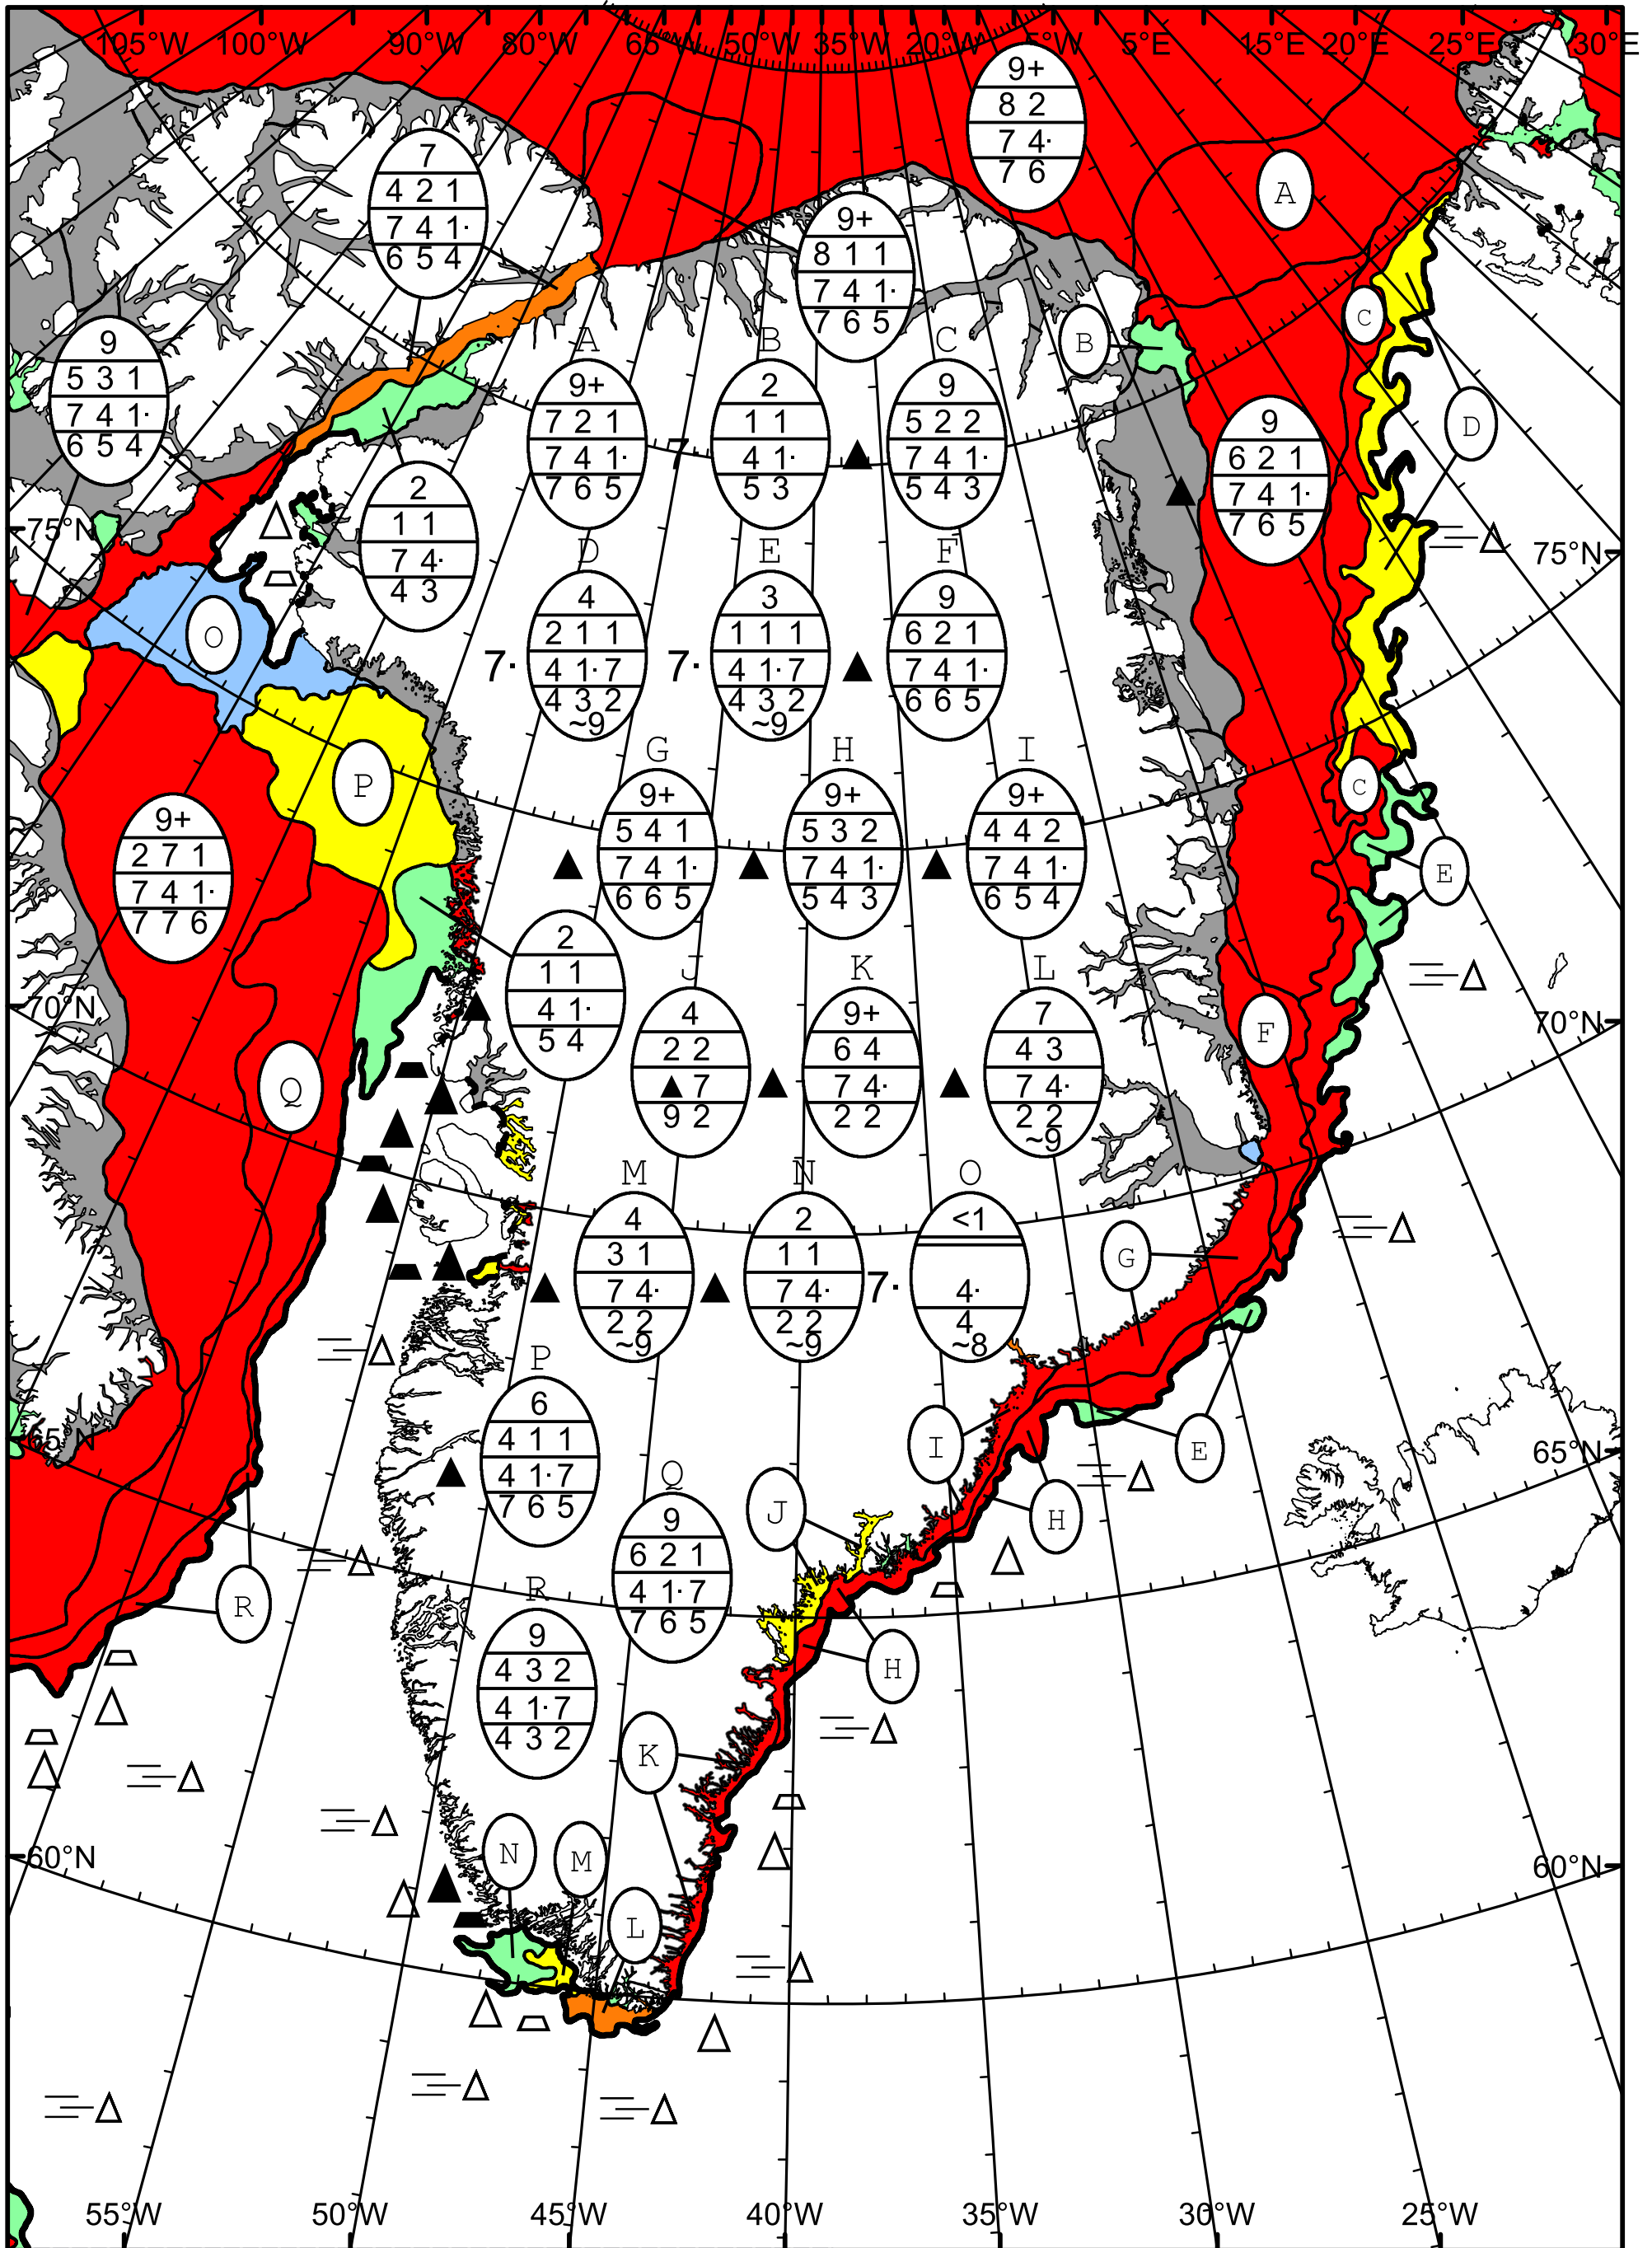 105°W 100°W 90°W 80°W 65°W 50°W 35°W 20°W 5°W 5°E 15°E 20°E 25°E 30°E
9+
8 2
7 4·
7 6
A
7
4 2 1
7 4 1·
6 5 4
9+
8 1 1
7 4 1·
7 6 5
C
B
9
5 3 1
7 4 1·
6 5 4
A B C
9+
7 2 1
7 4 1·
7 6 5
7
2
1 1
4 1·
5 3
9
5 2 2
7 4 1·
5 4 3
9
6 2 1
7 4 1·
7 6 5
D
2
1 1
7 4·
4 3
75°N
75°N
D E F
7·
4
2 1 1
4 1·7
4 3 2
~9
7·
3
1 1 1
4 1·7
4 3 2
~9
9
6 2 1
7 4 1·
6 6 5
O
P
C
G H I
9+
5 4 1
7 4 1·
6 6 5
9+
5 3 2
7 4 1·
5 4 3
9+
4 4 2
7 4 1·
6 5 4
9+
2 7 1
7 4 1·
7 7 6
E
2
1 1
4 1·
5 4
70°N
70°N
J K L
4
2 2
7
9 2
9+
6 4
7 4·
2 2
7
4 3
7 4·
2 2
~9
F
Q
M N O
4
3 1
7 4·
2 2
~9
2
1 1
7 4·
2 2
~9
7·
<1
4·
4
~8
G
P
6
4 1 1
4 1·7
7 6 5
65°N
65°N
I
E
Q
9
6 2 1
4 1·7
7 6 5
J
H
R
R
9
4 3 2
4 1·7
4 3 2
H
K
N
M
L
60°N
60°N
55°W 50°W 45°W 40°W 35°W 30°W 25°W